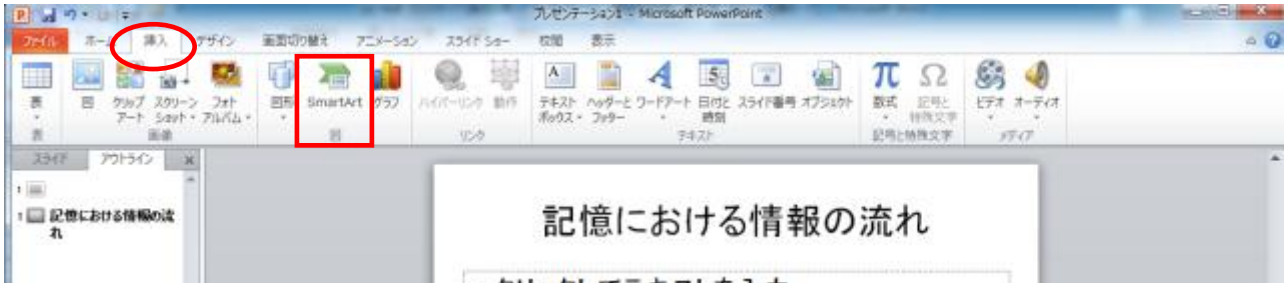 プレゼンテーション1 - Microsoft PowerPoint
ファイル ホーム 挿入 デザイン 画面切り替え アニメーション スライド ショー 校閲 表示
表 図 クリップ アート スクリーン ショット フォト アルバム 図形 SmartArt グラフ ハイパーリンク 動作 テキスト ボックス ヘッダーと フッター ワードアート 日付と 時刻 スライド番号 オブジェクト 数式 記号と 特殊文字 ビデオ オーディオ
表 画像 図 リンク テキスト 記号と特殊文字 メディア
スライド アウトライン
1
記憶における情報の流
れ
記憶における情報の流れ